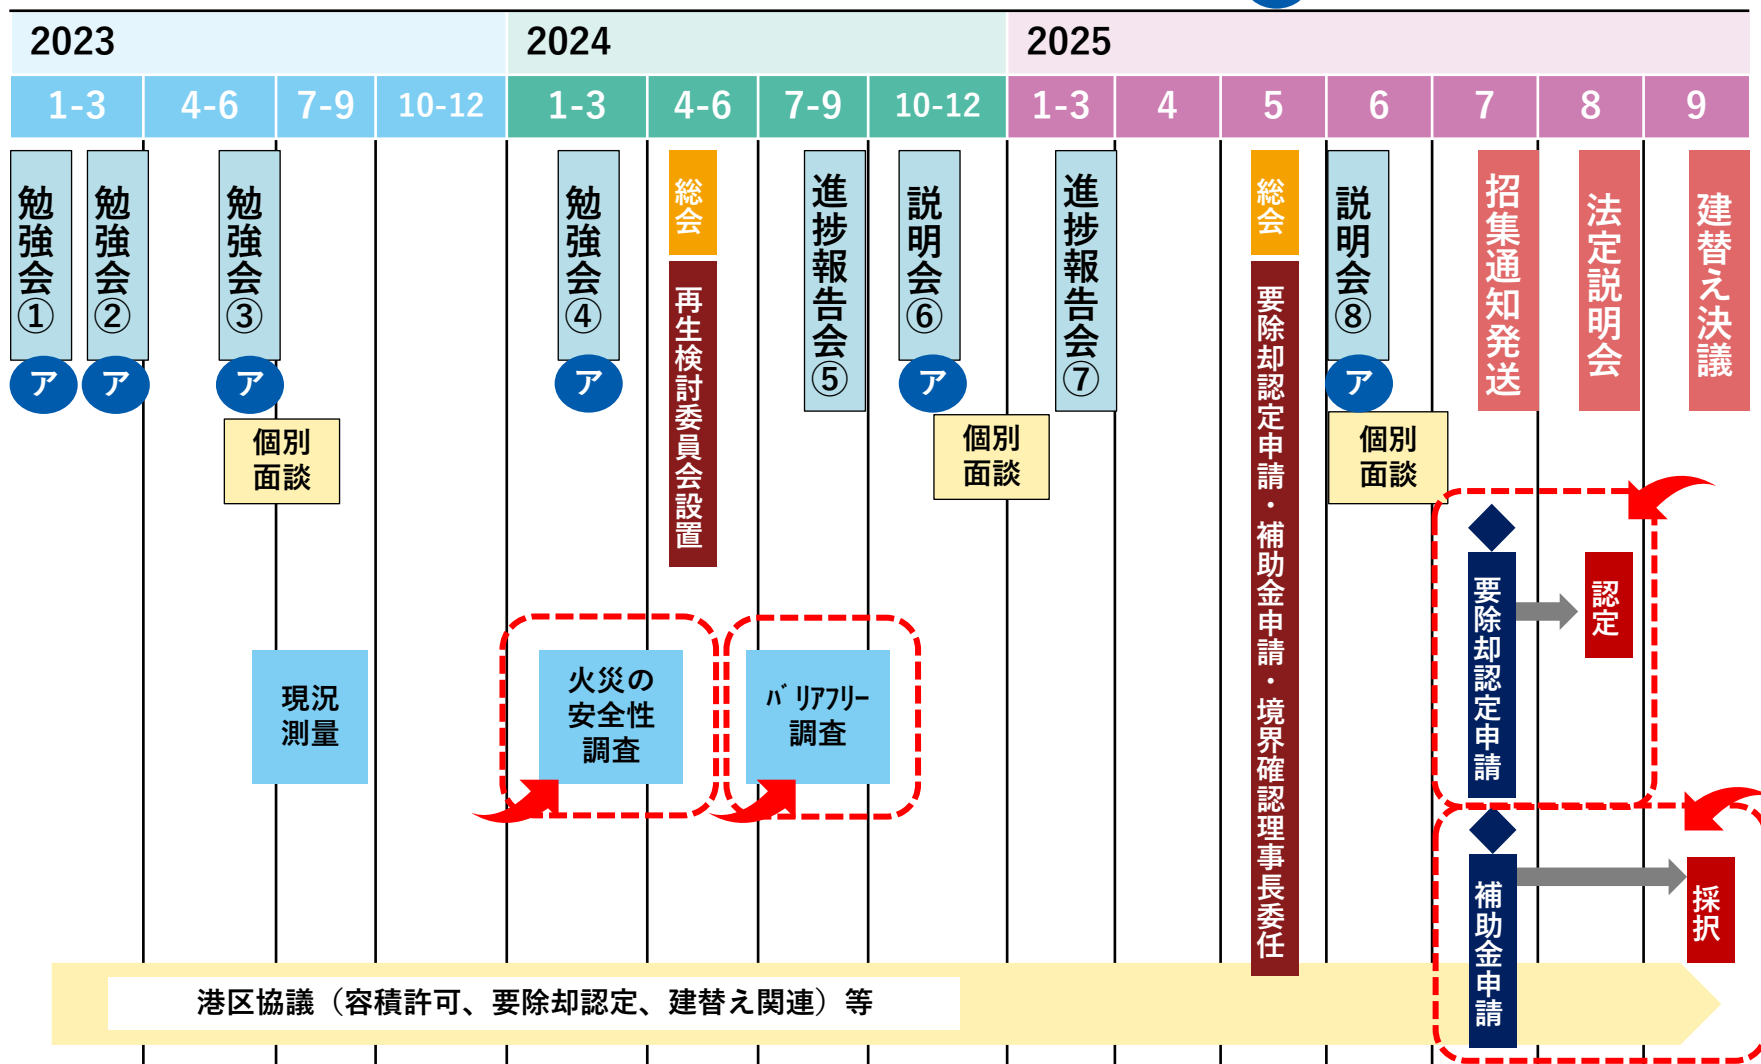 2023
2024
2025
1-3
4-6
7-9
10-12
1-3
4-6
7-9
10-12
1-3
4
5
6
7
8
9
勉強会①
勉強会②
勉強会③
勉強会④
総会
進捗報告会⑤
説明会⑥
進捗報告会⑦
総会
説明会⑧
招集通知発送
法定説明会
建替え決議
ア
ア
ア
ア
ア
ア
再生検討委員会設置
要除却認定申請・補助金申請・境界確認理事長委任
個別
面談
個別
面談
個別
面談
要除却認定申請
認定
現況
測量
火災の
安全性
調査
バリアフリー
調査
補助金申請
採択
港区協議（容積許可、要除却認定、建替え関連）等